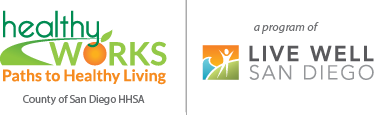 healthy
WORKS
Paths to Healthy Living
County of San Diego HHSA
a program of
LIVE WELL
SAN DIEGO